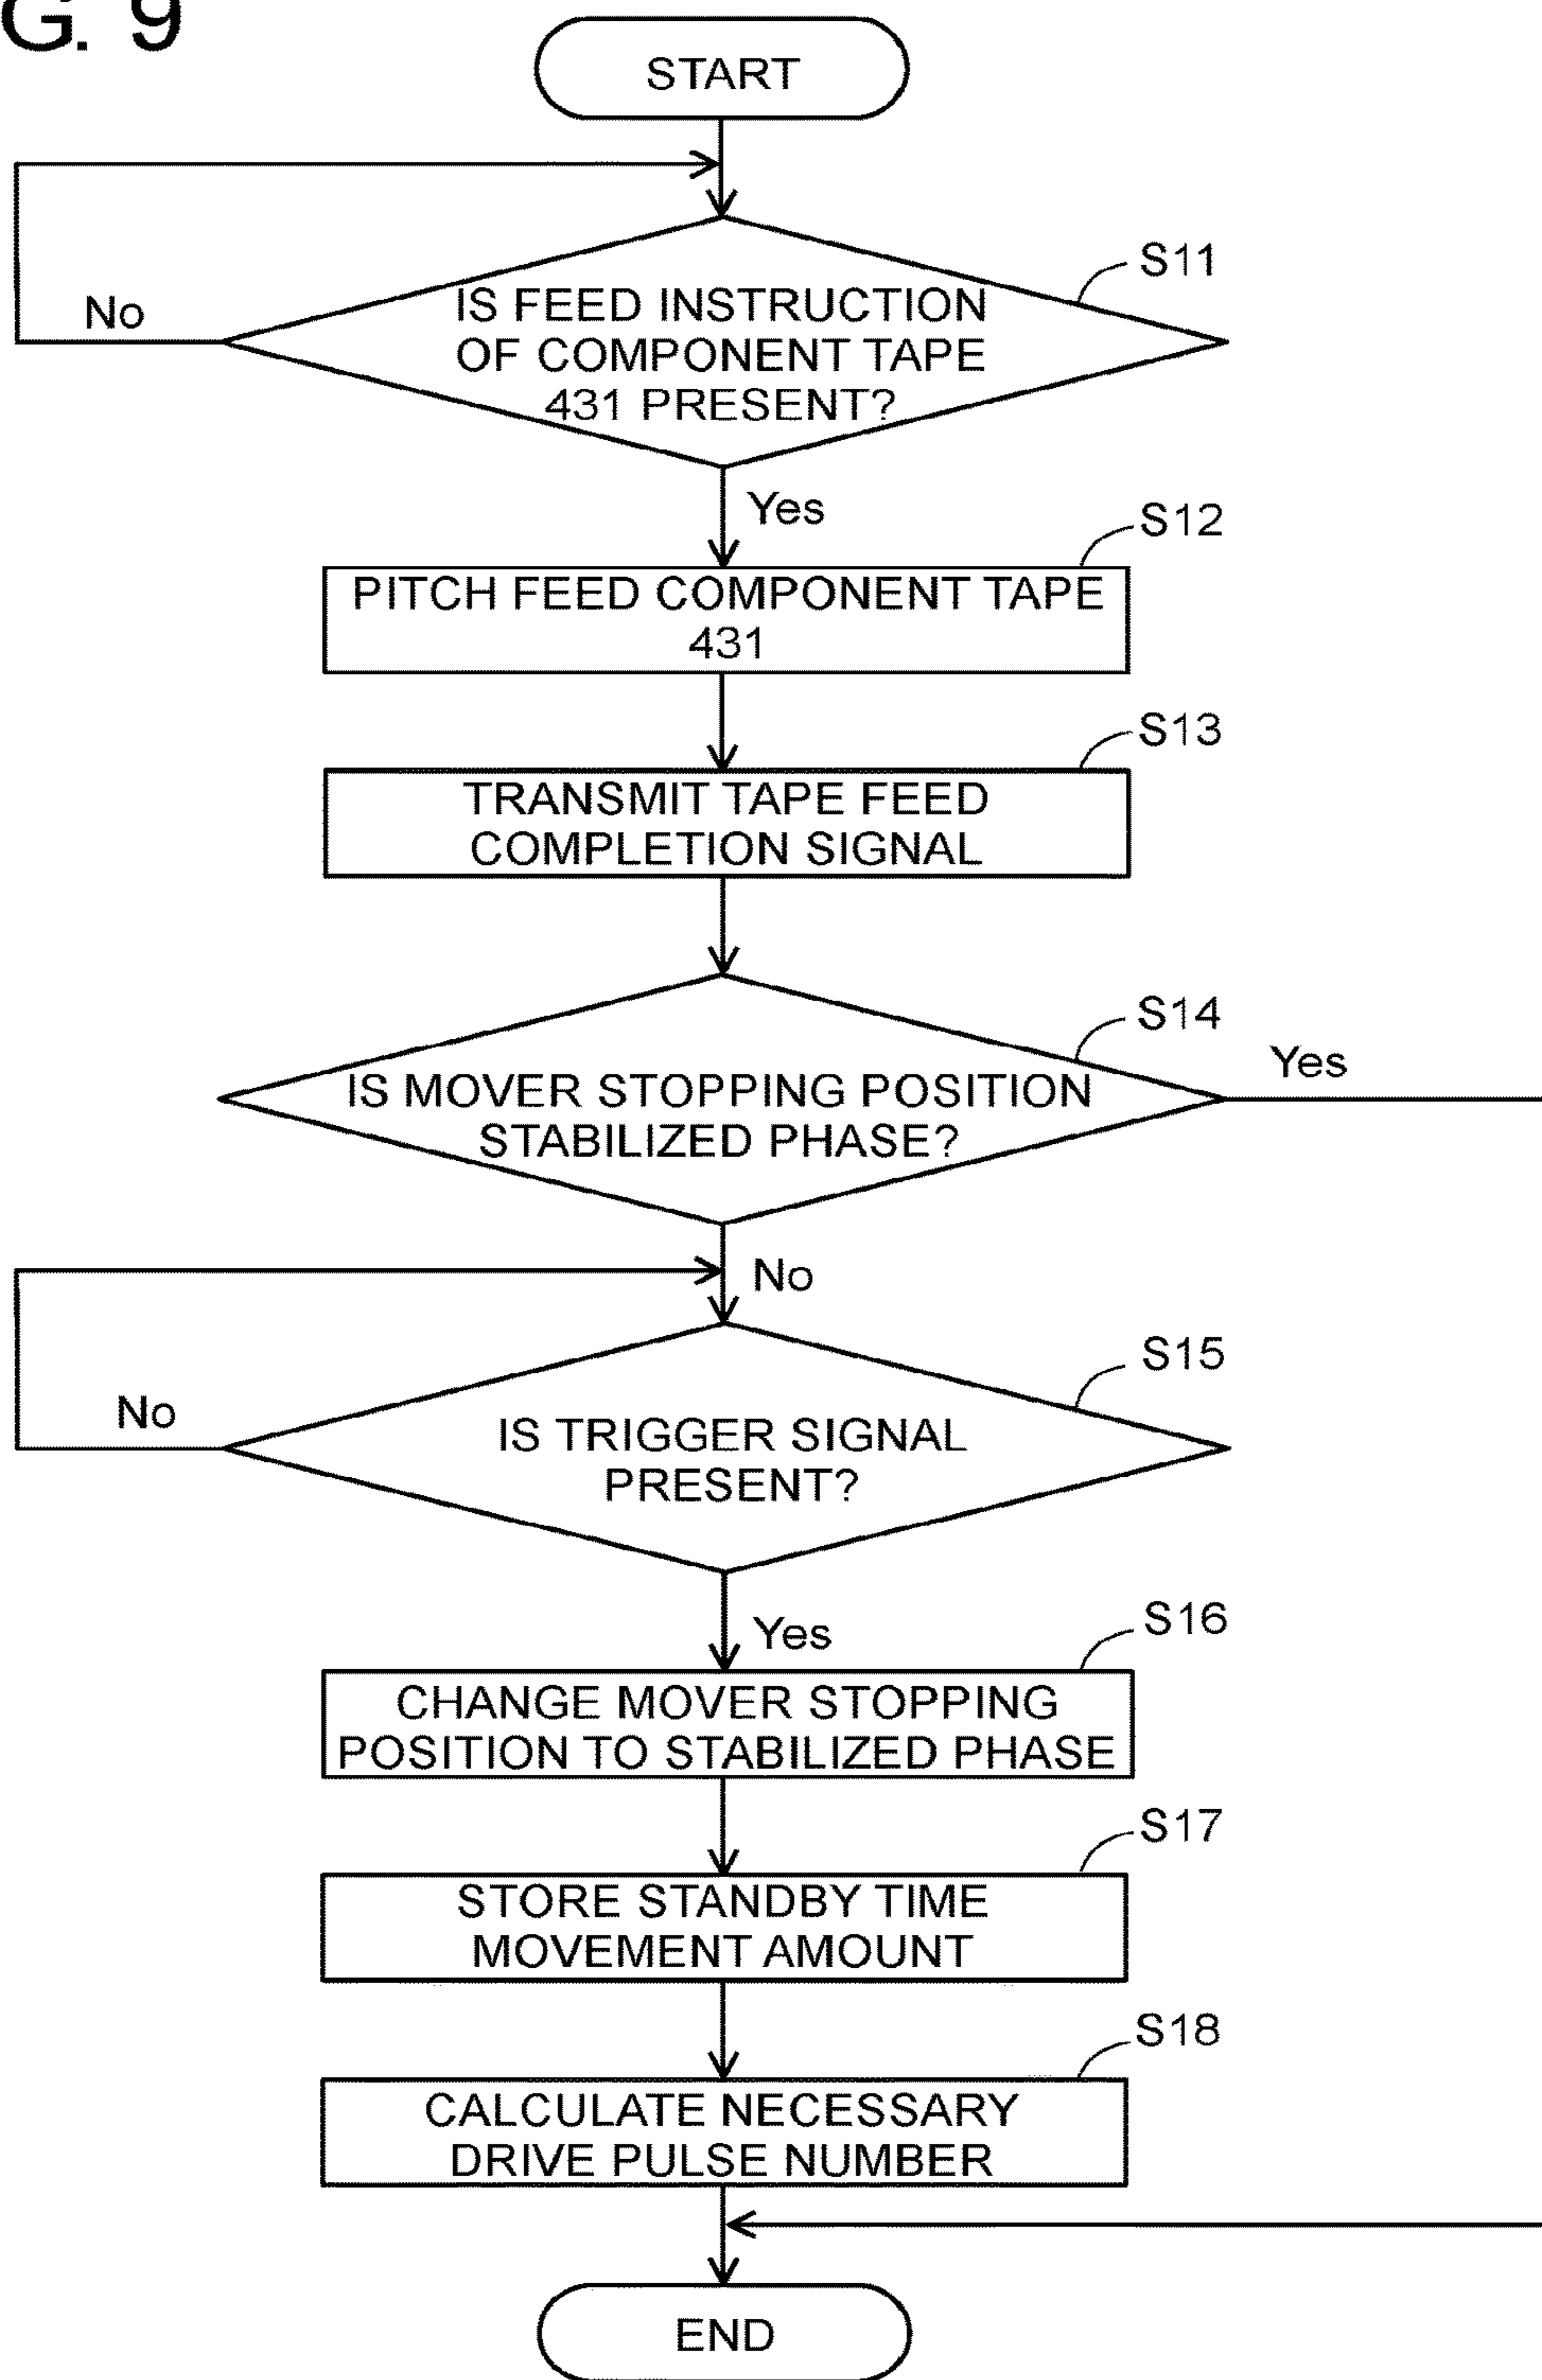 G. 9
START
S11
No
IS FEED INSTRUCTION
OF COMPONENT TAPE
431 PRESENT?
Yes
S12
PITCH FEED COMPONENT TAPE
431
S13
TRANSMIT TAPE FEED
COMPLETION SIGNAL
S14
Yes
IS MOVER STOPPING POSITION
STABILIZED PHASE?
No
S15
No
IS TRIGGER SIGNAL
PRESENT?
Yes
S16
CHANGE MOVER STOPPING
POSITION TO STABILIZED PHASE
S17
STORE STANDBY TIME
MOVEMENT AMOUNT
S18
CALCULATE NECESSARY
DRIVE PULSE NUMBER
END